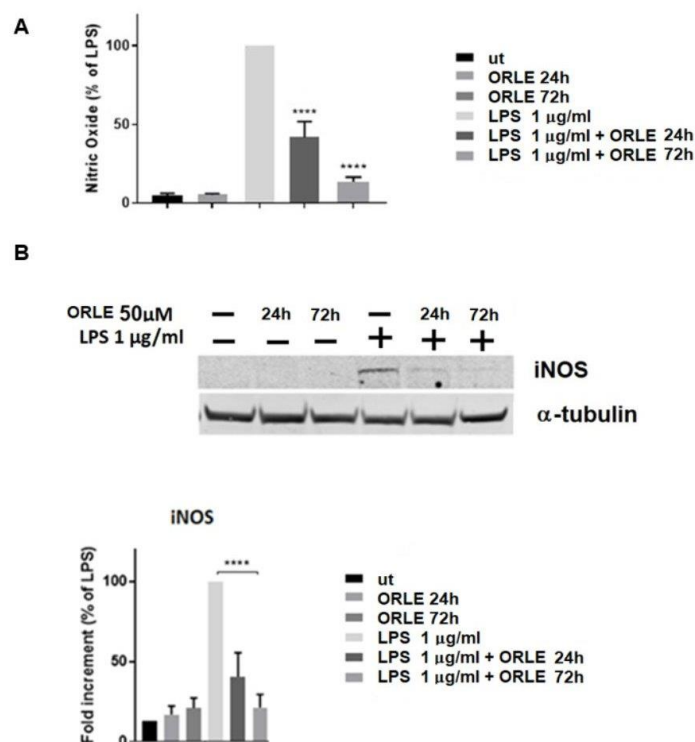 A
Nitric Oxide (% of LPS)
100
50
0
****
****
ut
ORLE 24h
ORLE 72h
LPS 1 μg/ml
LPS 1 μg/ml + ORLE 24h
LPS 1 μg/ml + ORLE 72h
B
ORLE 50μM − 24h 72h − 24h 72h
LPS 1 μg/ml − − − + + +
iNOS
α-tubulin
iNOS
Fold increment (% of LPS)
100
50
0
****
ut
ORLE 24h
ORLE 72h
LPS 1 μg/ml
LPS 1 μg/ml + ORLE 24h
LPS 1 μg/ml + ORLE 72h